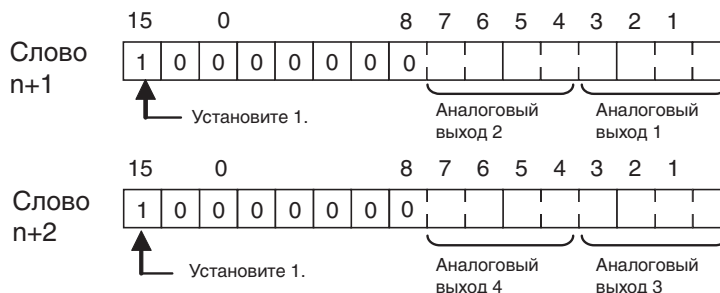 15 0 8 7 6 5 4 3 2 1
Слово
n+1
1 0 0 0 0 0 0 0
Установите 1.
Аналоговый
выход 2
Аналоговый
выход 1
15 0 8 7 6 5 4 3 2 1
Слово
n+2
1 0 0 0 0 0 0 0
Установите 1.
Аналоговый
выход 4
Аналоговый
выход 3